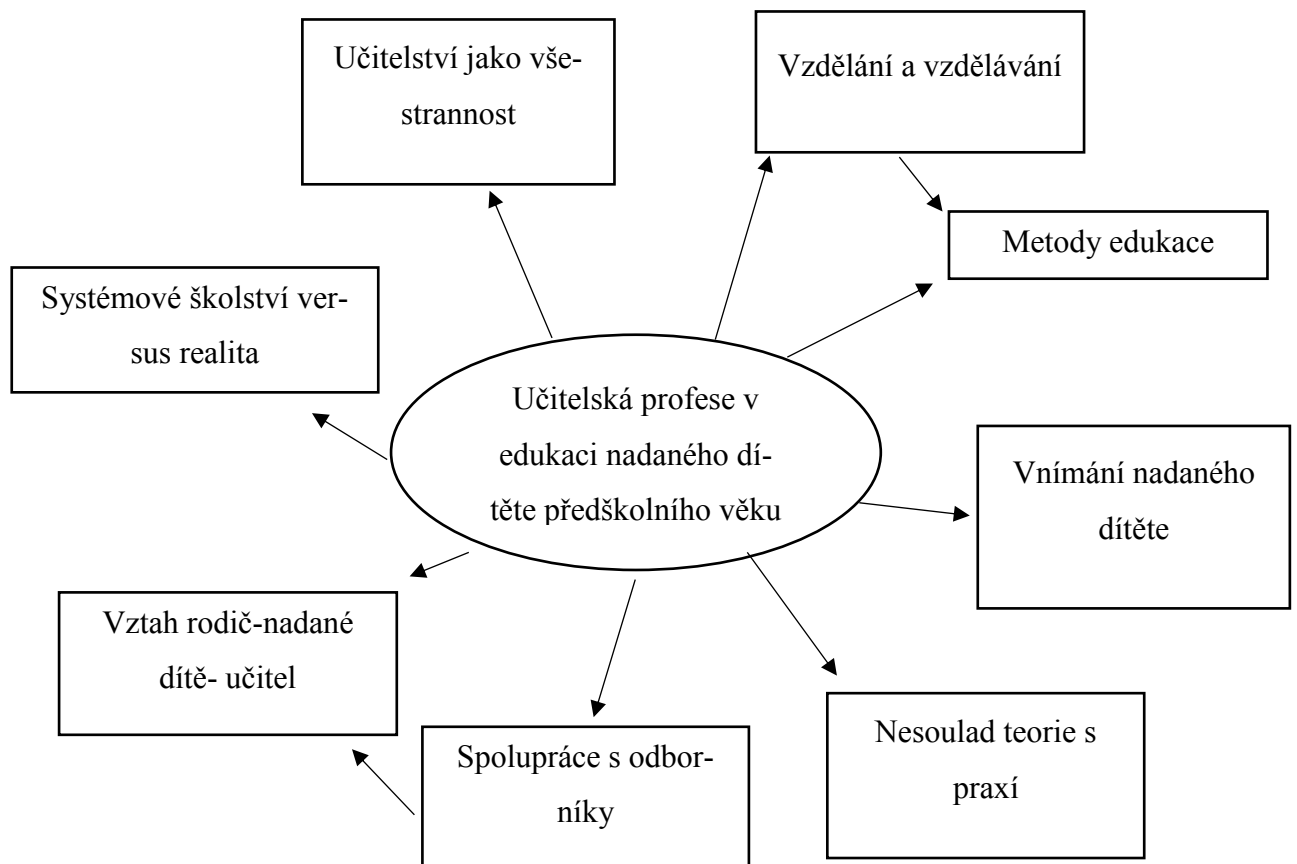 Učitelství jako vše-
strannost
Vzdělání a vzdělávání
Metody edukace
Systémové školství ver-
sus realita
Učitelská profese v
edukaci nadaného dí-
těte předškolního věku
Vnímání nadaného
dítěte
Vztah rodič-nadané
dítě- učitel
Spolupráce s odbor-
níky
Nesoulad teorie s
praxí